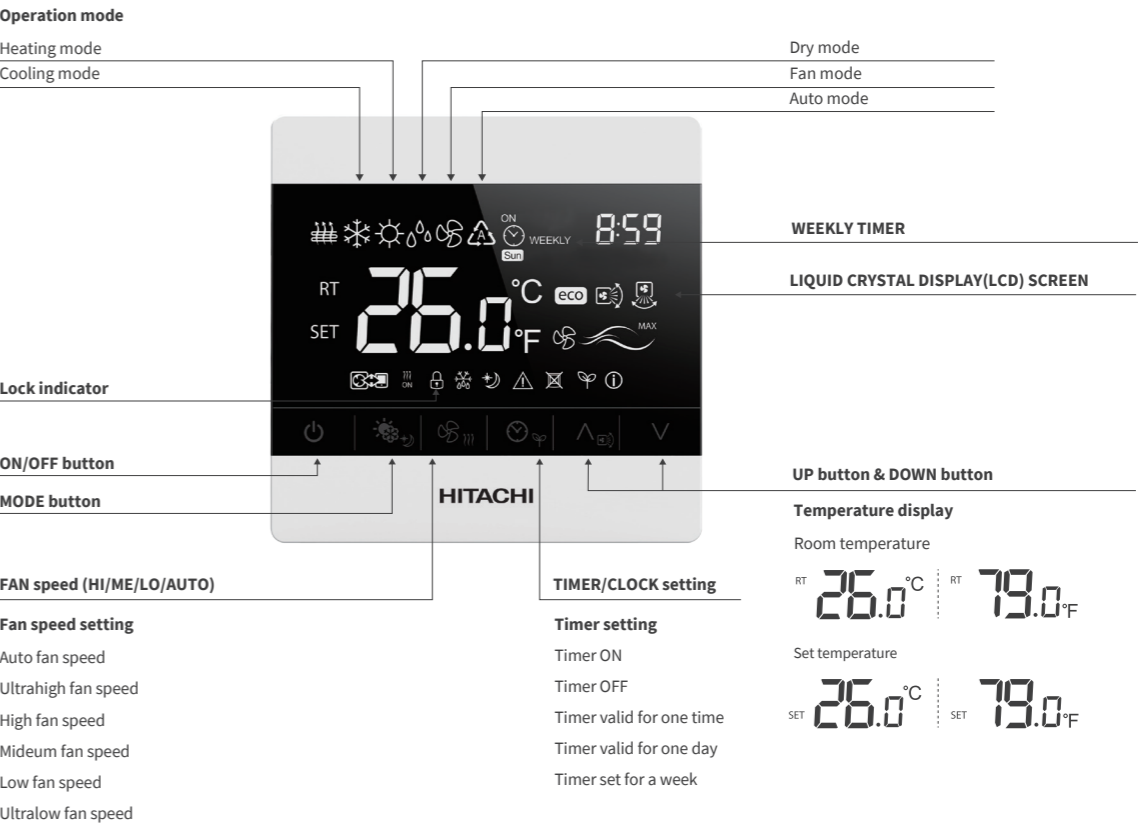 Operation mode
Heating mode
Cooling mode
Dry mode
Fan mode
Auto mode
ON
WEEKLY
Sun
8:59
A
RT
26.0
°C
°F
SET
eco
MAX
ON
WEEKLY TIMER
LIQUID CRYSTAL DISPLAY(LCD) SCREEN
Lock indicator
ON/OFF button
MODE button
HITACHI
UP button & DOWN button
Temperature display
Room temperature
RT 26.0°C RT 79.0°F
Set temperature
SET 26.0°C SET 79.0°F
FAN speed (HI/ME/LO/AUTO)
Fan speed setting
Auto fan speed
Ultrahigh fan speed
High fan speed
Mideum fan speed
Low fan speed
Ultralow fan speed
TIMER/CLOCK setting
Timer setting
Timer ON
Timer OFF
Timer valid for one time
Timer valid for one day
Timer set for a week